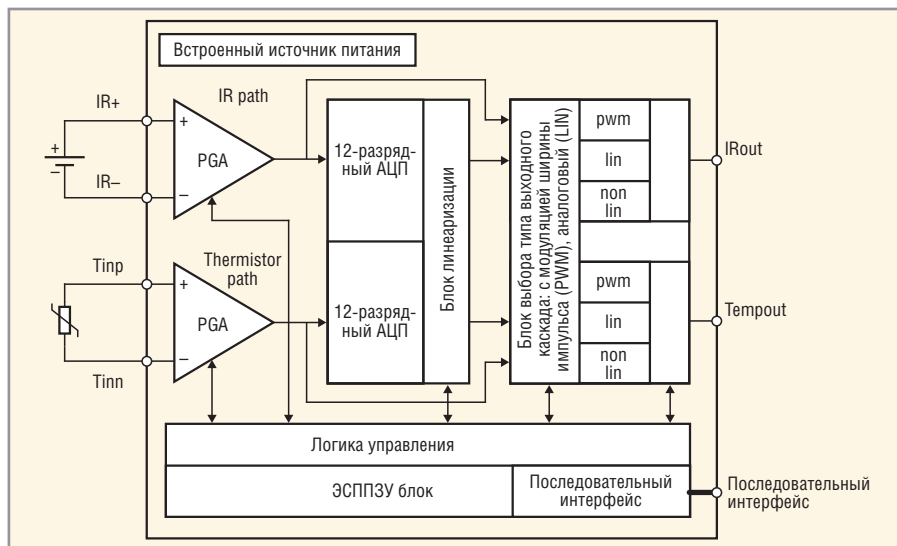 Встроенный источник питания
IR path
IR+
+
PGA
IR–
–
+
–
12-разряд-
ный АЦП
Блок линеаризации
Блок выбора типа выходного
каскада: с модуляцией ширины
импульса (PWM), аналоговый (LIN)
pwm
lin
non
lin
IRout
Thermistor
path
Tinp
+
PGA
Tinn
–
12-разряд-
ный АЦП
pwm
lin
non
lin
Tempout
Логика управления
ЭСППЗУ блок
Последовательный
интерфейс
Последовательный
интерфейс